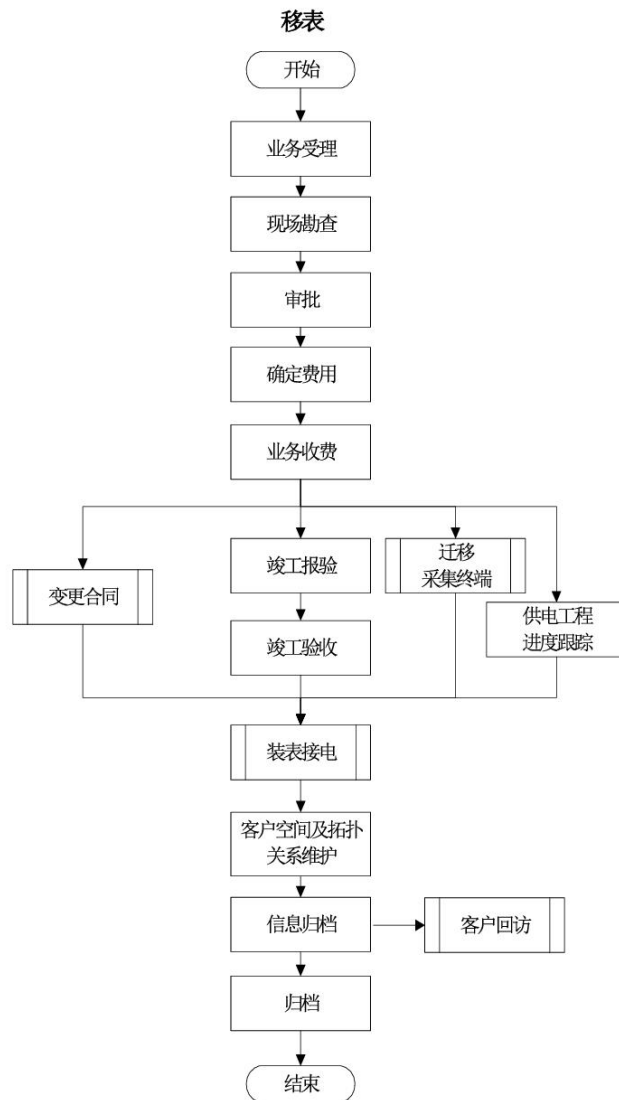 移表
开始
业务受理
现场勘查
审批
确定费用
业务收费
变更合同
竣工报验
迁移
采集终端
供电工程
进度跟踪
竣工验收
装表接电
客户空间及拓扑
关系维护
信息归档
客户回访
归档
结束